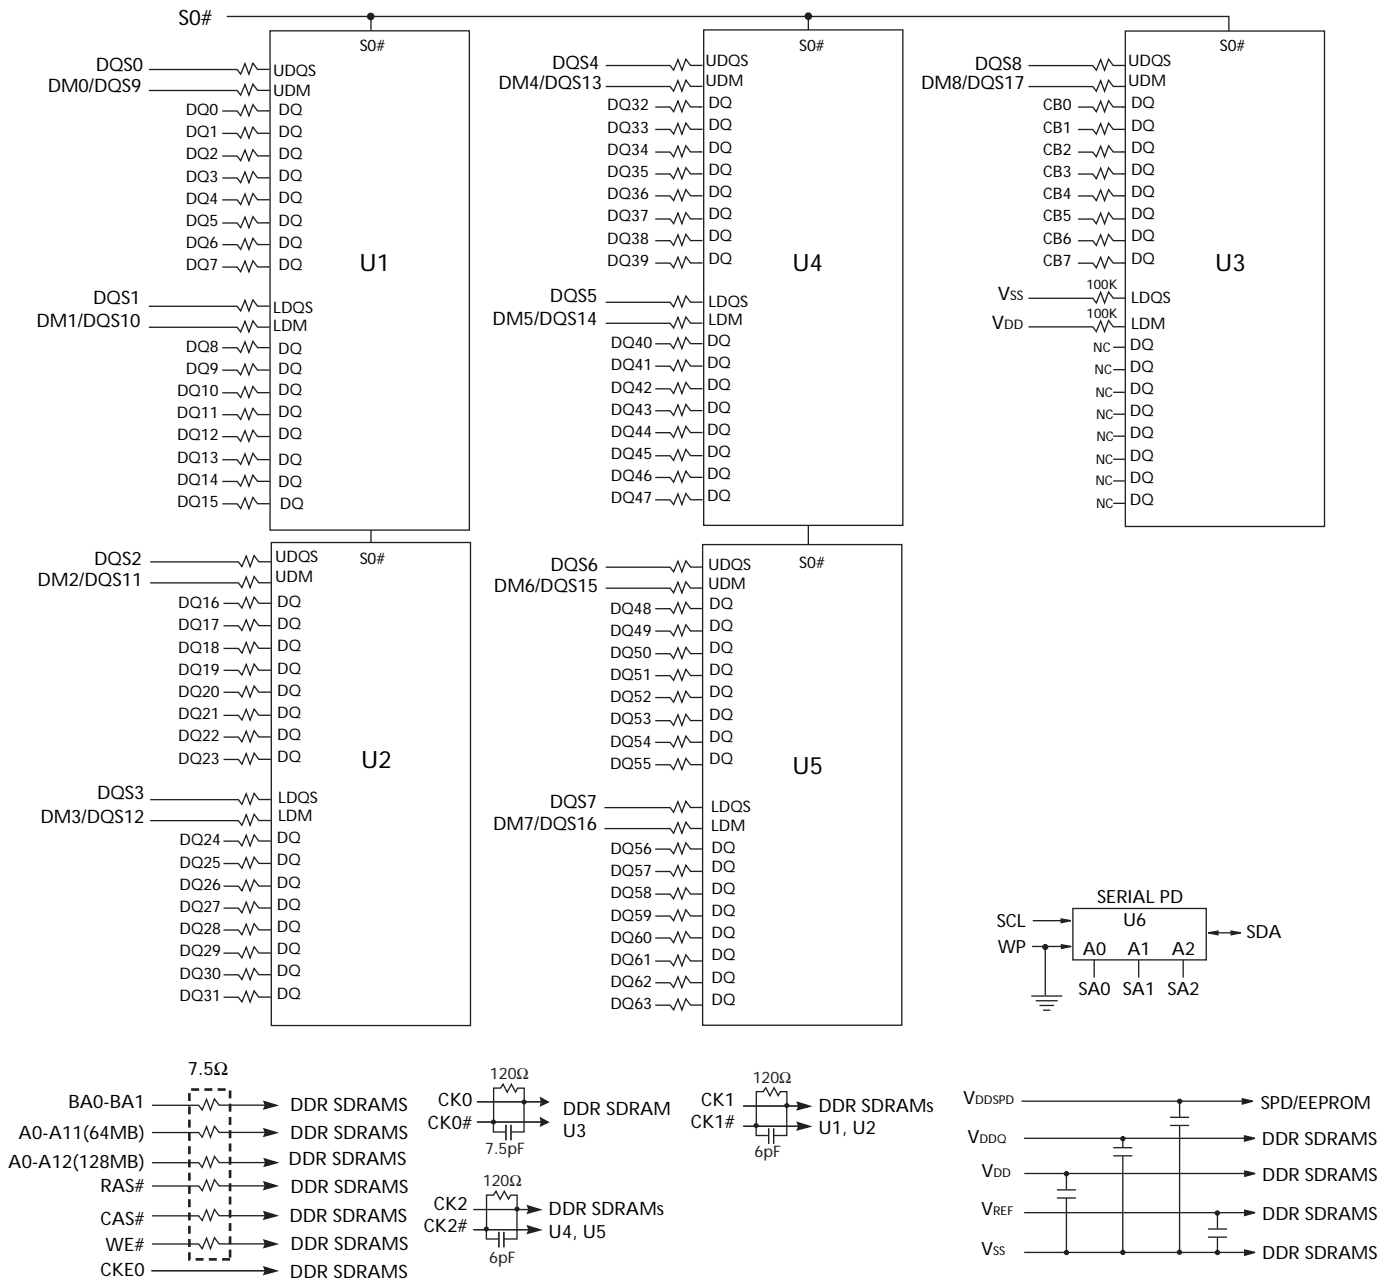 S0#
S0#
DQS0
UDQS
DM0/DQS9
UDM
DQ0
DQ
DQ1
DQ
DQ2
DQ
DQ3
DQ
DQ4
DQ
DQ5
DQ
DQ6
DQ
DQ7
DQ
U1
DQS1
LDQS
DM1/DQS10
LDM
DQ8
DQ
DQ9
DQ
DQ10
DQ
DQ11
DQ
DQ12
DQ
DQ13
DQ
DQ14
DQ
DQ15
DQ
S0#
DQS4
UDQS
DM4/DQS13
UDM
DQ32
DQ
DQ33
DQ
DQ34
DQ
DQ35
DQ
DQ36
DQ
DQ37
DQ
DQ38
DQ
DQ39
DQ
U4
DQS5
LDQS
DM5/DQS14
LDM
DQ40
DQ
DQ41
DQ
DQ42
DQ
DQ43
DQ
DQ44
DQ
DQ45
DQ
DQ46
DQ
DQ47
DQ
S0#
DQS8
UDQS
DM8/DQS17
UDM
CB0
DQ
CB1
DQ
CB2
DQ
CB3
DQ
CB4
DQ
CB5
DQ
CB6
DQ
CB7
DQ
U3
VSS
100K
LDQS
VDD
100K
LDM
NC
DQ
NC
DQ
NC
DQ
NC
DQ
NC
DQ
NC
DQ
NC
DQ
NC
DQ
S0#
DQS2
UDQS
DM2/DQS11
UDM
DQ16
DQ
DQ17
DQ
DQ18
DQ
DQ19
DQ
DQ20
DQ
DQ21
DQ
DQ22
DQ
DQ23
DQ
U2
DQS3
LDQS
DM3/DQS12
LDM
DQ24
DQ
DQ25
DQ
DQ26
DQ
DQ27
DQ
DQ28
DQ
DQ29
DQ
DQ30
DQ
DQ31
DQ
S0#
DQS6
UDQS
DM6/DQS15
UDM
DQ48
DQ
DQ49
DQ
DQ50
DQ
DQ51
DQ
DQ52
DQ
DQ53
DQ
DQ54
DQ
DQ55
DQ
U5
DQS7
LDQS
DM7/DQS16
LDM
DQ56
DQ
DQ57
DQ
DQ58
DQ
DQ59
DQ
DQ60
DQ
DQ61
DQ
DQ62
DQ
DQ63
DQ
SERIAL PD
SCL
U6
SDA
WP
A0 A1 A2
SA0 SA1 SA2
7.5Ω
BA0-BA1
DDR SDRAMS
A0-A11(64MB)
DDR SDRAMS
A0-A12(128MB)
DDR SDRAMS
RAS#
DDR SDRAMS
CAS#
DDR SDRAMS
WE#
DDR SDRAMS
CKE0
DDR SDRAMS
120Ω
CK0
DDR SDRAM
CK0#
U3
7.5pF
120Ω
CK2
DDR SDRAMs
CK2#
U4, U5
6pF
120Ω
CK1
DDR SDRAMs
CK1#
U1, U2
6pF
VDDSPD
SPD/EEPROM
VDDQ
DDR SDRAMS
VDD
DDR SDRAMS
VREF
DDR SDRAMS
VSS
DDR SDRAMS